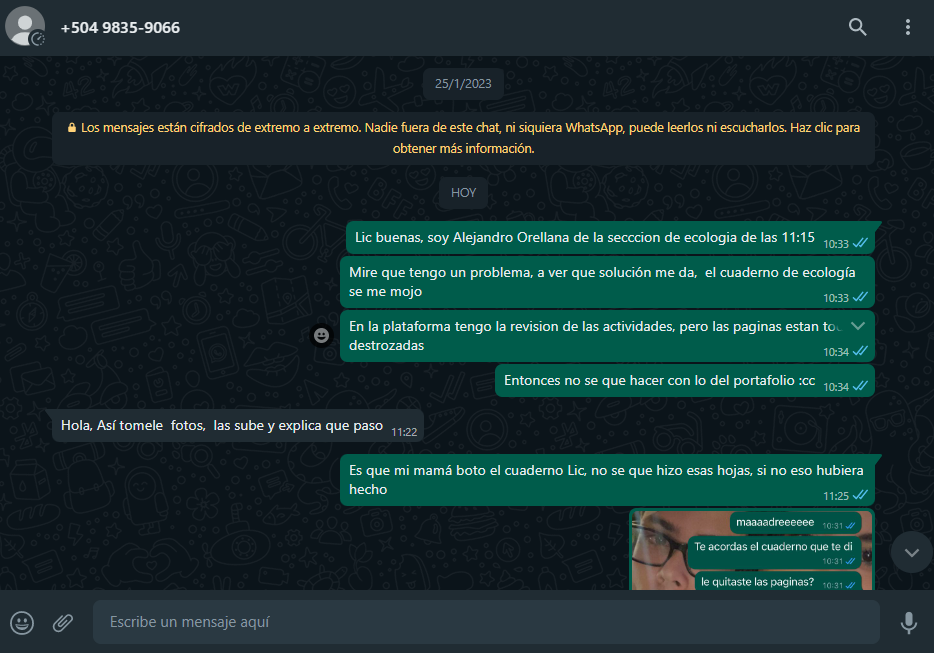 +504 9835-9066
25/1/2023
Los mensajes están cifrados de extremo a extremo. Nadie fuera de este chat, ni siquiera WhatsApp, puede leerlos ni escucharlos. Haz clic para
obtener más información.
HOY
Lic buenas, soy Alejandro Orellana de la secccion de ecologia de las 11:15 10:33
Mire que tengo un problema, a ver que solución me da, el cuaderno de ecología
se me mojo 10:33
En la plataforma tengo la revision de las actividades, pero las paginas estan
destrozadas 10:34
Entonces no se que hacer con lo del portafolio :cc 10:34
Hola, Así tomele fotos, las sube y explica que paso 11:22
Es que mi mamá boto el cuaderno Lic, no se que hizo esas hojas, si no eso hubiera
hecho 11:25
maaaadreeeeee 10:31
Te acordas el cuaderno que te di
10:31
le quitaste las paginas? 10:31
Escribe un mensaje aquí